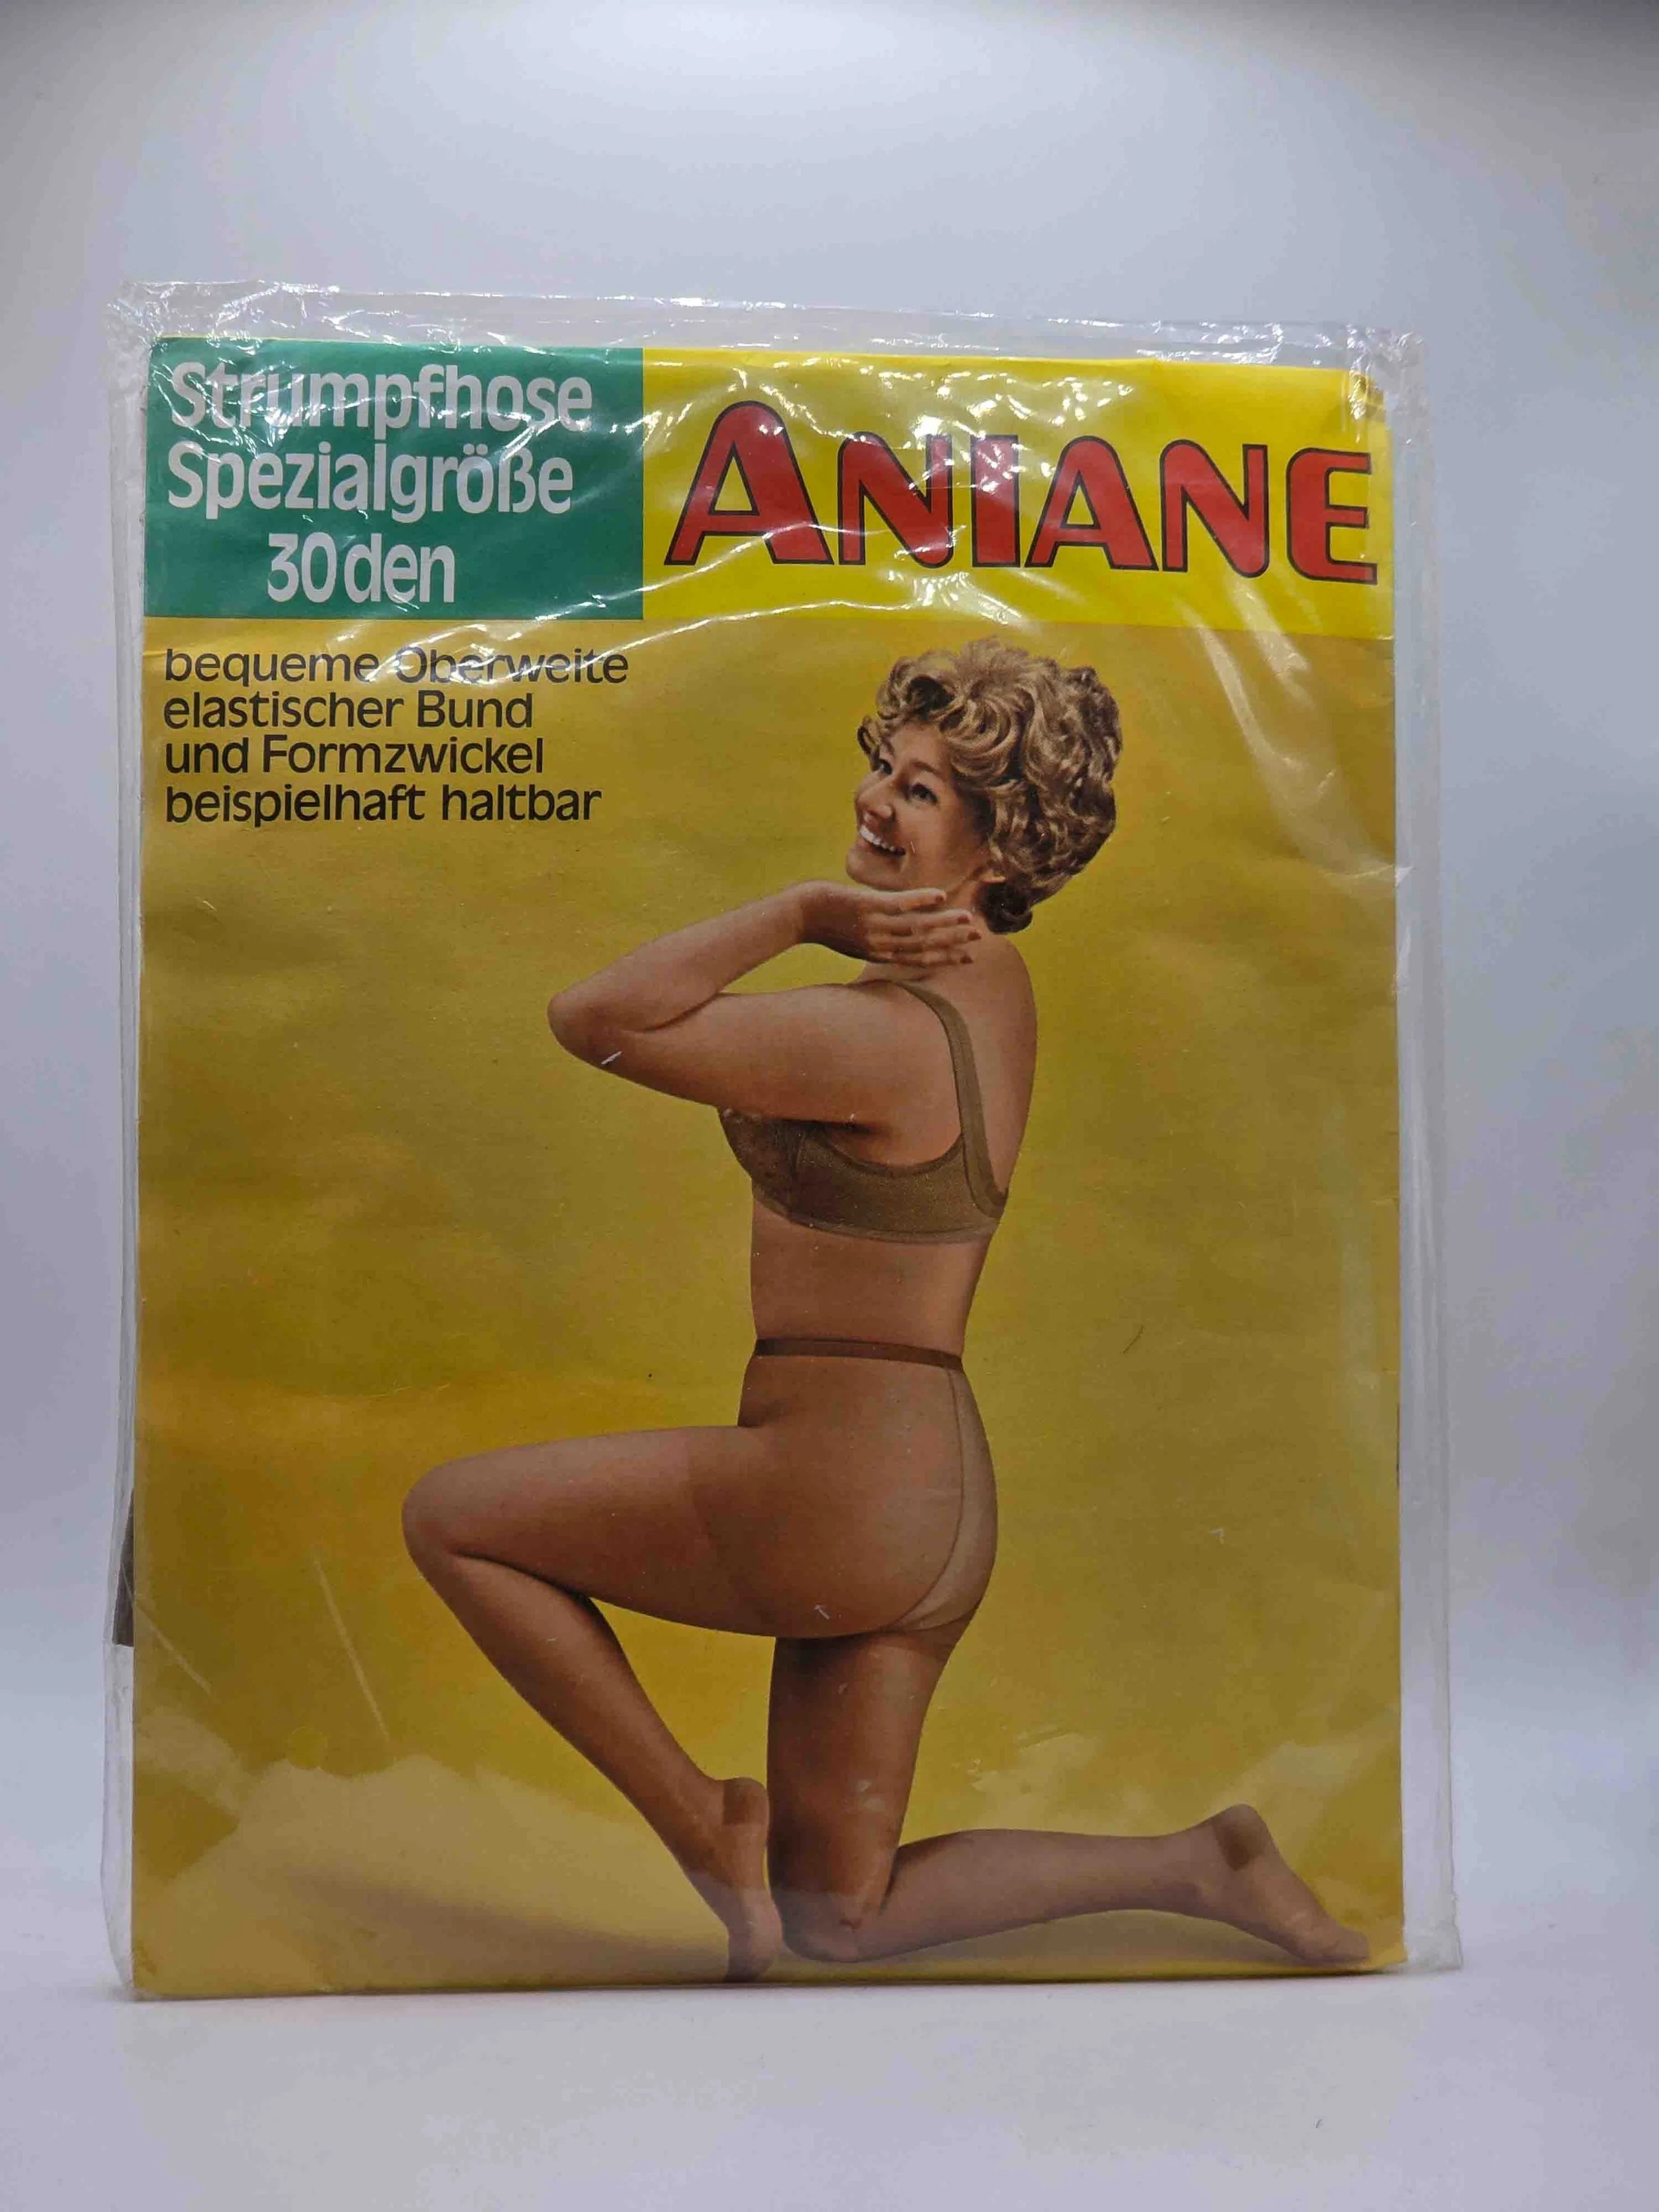 Strumpfhose
Spezialgröße
30den
ANIANE
bequeme Oberweite
elastischer Bund
und Formzwickel
beispielhaft haltbar